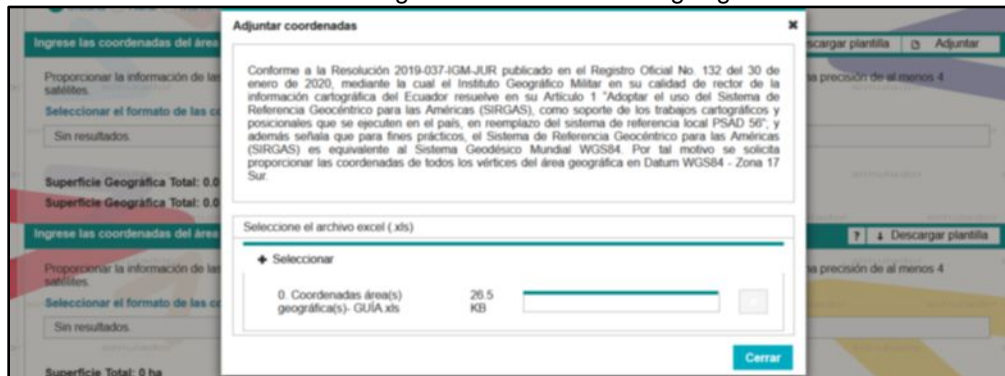 Adjuntar coordenadas
Ingrese las coordenadas del área
scargar plantilla Adjuntar
Conforme a la Resolución 2019-037-IGM-JUR publicado en el Registro Oficial No. 132 del 30 de
enero de 2020, mediante la cual el Instituto Geográfico Militar en su calidad de rector de la
información cartográfica del Ecuador resuelve en su Artículo 1 "Adoptar el uso del Sistema de
Referencia Geocéntrico para las Américas (SIRGAS), como soporte de los trabajos cartográficos y
posicionales que se ejecuten en el país, en reemplazo del sistema de referencia local PSAD 56", y
además señala que para fines prácticos, el Sistema de Referencia Geocéntrico para las Américas
(SIRGAS) es equivalente al Sistema Geodésico Mundial WGS84. Por tal motivo se solicita
proporcionar las coordenadas de todos los vértices del área geográfica en Datum WGS84 - Zona 17
Sur.
Proporcionar la información de las
a precisión de al menos 4
satélites.
Seleccionar el formato de las co
Sin resultados.
Superficie Geográfica Total: 0.0
Superficie Geográfica Total: 0.0
Ingrese las coordenadas del área
? Descargar plantilla
Seleccione el archivo excel (.xls)
+ Seleccionar
Proporcionar la información de las
a precisión de al menos 4
satélites.
Seleccionar el formato de las co
0. Coordenadas área(s)
geográfica(s)- GUÍA.xls
26.5
KB
Sin resultados.
Cerrar
Superficie Total: 0 ha